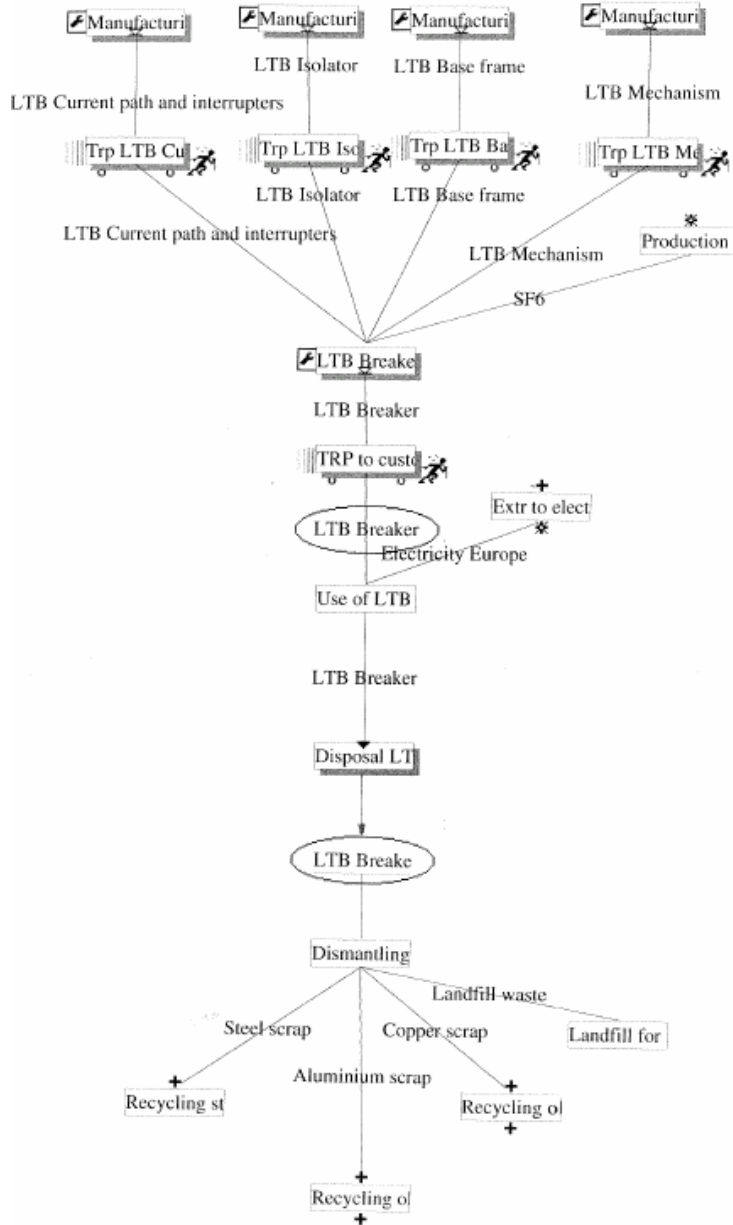 Manufacturi
Manufacturi
Manufacturi
Manufacturi
LTB Isolator
LTB Base frame
LTB Current path and interrupters
LTB Mechanism
Trp LTB Cu
Trp LTB Iso
Trp LTB Ba
Trp LTB Me
LTB Isolator
LTB Base frame
LTB Current path and interrupters
LTB Mechanism
Production
SF6
LTB Breake
LTB Breaker
TRP to custo
Extr to elect
LTB Breaker
Electricity Europe
Use of LTB
LTB Breaker
Disposal LT
LTB Breake
Dismantling
Landfill waste
Steel scrap
Copper scrap
Landfill for
Aluminium scrap
Recycling st
Recycling of
Recycling of